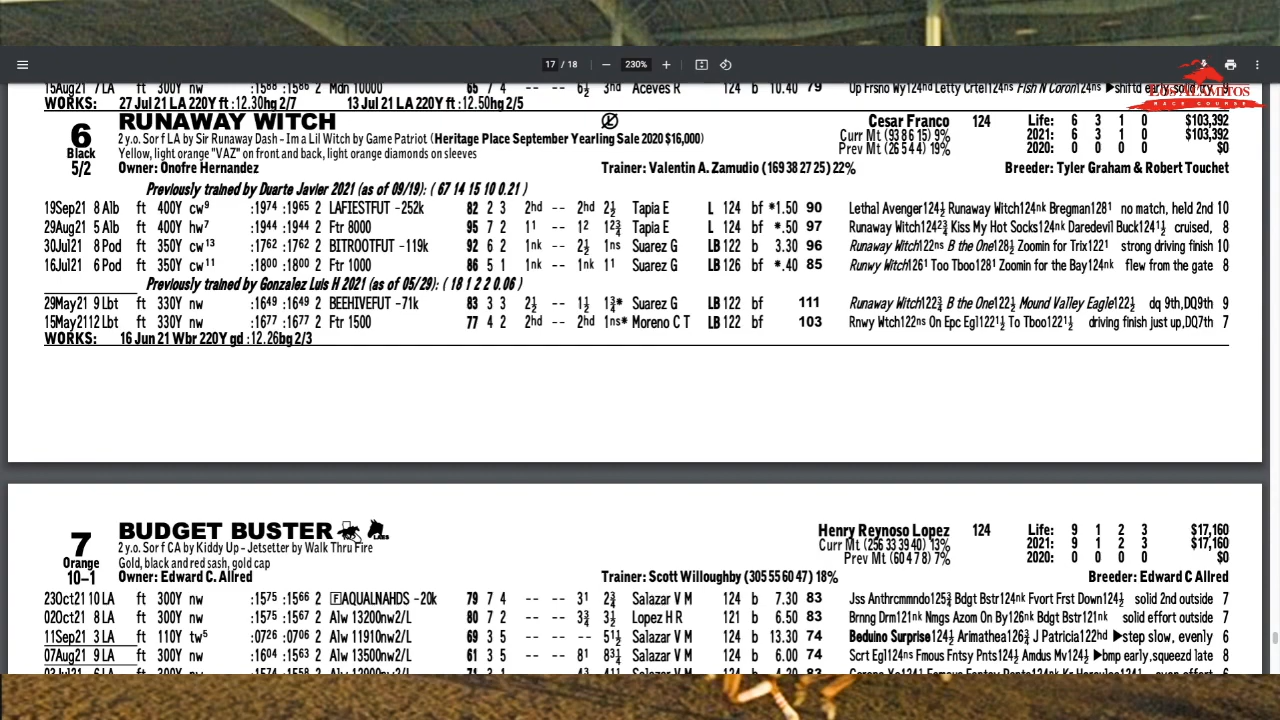 17 / 18
230%
LOS ALAMITOS
RACE COURSE
15Aug21 7 LA ft 300Y nw :15⁸⁸ :15⁸⁶ 2 Mdn 10000 65 7 4 6½ 3nd Aceves R 124 b 10.40 79 Up Frsno Wy124hd Letty Crtel124ns Fish N Coron124ns
WORKS: 27 Jul 21 LA 220Y ft :12.30hg 2/7 13 Jul 21 LA 220Y ft :12.50hg 2/5
6 RUNAWAY WITCH Cesar Franco 124 Life: 6 3 1 0 $103,392
2 y.o. Sor f LA by Sir Runaway Dash - Im a Lil Witch by Game Patriot (Heritage Place September Yearling Sale 2020 $16,000) Curr Mt (93 8 6 15) 9% 2021: 6 3 1 0 $103,392
Black Yellow, light orange "VAZ" on front and back, light orange diamonds on sleeves Prev Mt (26 5 4 4) 19% 2020: 0 0 0 0 $0
5/2 Owner: Onofre Hernandez Trainer: Valentin A. Zamudio (169 38 27 25) 22% Breeder: Tyler Graham & Robert Touchet
Previously trained by Duarte Javier 2021 (as of 09/19): ( 67 14 15 10 0.21 )
19Sep21 8 Alb ft 400Y cw⁹ :19⁷⁴ :19⁶⁵ 2 LAFIESTFUT -252k 82 2 3 2hd -- 2hd 2½ Tapia E L 124 bf *1.50 90 Lethal Avenger124½ Runaway Witch124nk Bregman128¹ no match, held 2nd 10
29Aug21 5 Alb ft 400Y hw⁷ :19⁴⁴ :19⁴⁴ 2 Ftr 8000 95 7 2 1¹ -- 1² 12¾ Tapia E L 124 bf *.50 97 Runaway Witch124²¾ Kiss My Hot Socks124nk Daredevil Buck124¹½ cruised, 8
30Jul21 8 Pod ft 350Y cw¹³ :17⁶² :17⁶² 2 BITROOTFUT -119k 92 6 2 1nk -- 2½ 1ns Suarez G LB 122 b 3.30 96 Runaway Witch122ns B the One128½ Zoomin for Trix122¹ strong driving finish 10
16Jul21 6 Pod ft 350Y cw¹¹ :18⁰⁰ :18⁰⁰ 2 Ftr 1000 86 5 1 1nk -- 1nk 1¹ Suarez G LB 126 bf *.40 85 Runwy Witch126¹ Too Tboo128¹ Zoomin for the Bay124nk flew from the gate 8
Previously trained by Gonzalez Luis H 2021 (as of 05/29): ( 18 1 2 2 0.06 )
29May21 9 Lbt ft 330Y nw :16⁴⁹ :16⁴⁹ 2 BEEHIVEFUT -71k 83 3 3 2½ -- 1½ 1¾* Suarez G LB 122 bf 111 Runaway Witch122¾ B the One122½ Mound Valley Eagle122½ dq 9th,DQ9th 9
15May21 12 Lbt ft 330Y nw :16⁷⁷ :16⁷⁷ 2 Ftr 1500 77 4 2 2hd -- 2hd 1ns* Moreno C T LB 122 bf 103 Rnwy Wtch122ns On Epc Egl122¹½ To Tboo122¹½ driving finish just up,DQ7th 7
WORKS: 16 Jun 21 Wbr 220Y gd :12.26bg 2/3
7 BUDGET BUSTER Henry Reynoso Lopez 124 Life: 9 1 2 3 $17,160
2 y.o. Sor f CA by Kiddy Up - Jetsetter by Walk Thru Fire Curr Mt (256 33 39 40) 13% 2021: 9 1 2 3 $17,160
Orange Gold, black and red sash, gold cap Prev Mt (60 4 7 8) 7% 2020: 0 0 0 0 $0
10-1 Owner: Edward C. Allred Trainer: Scott Willoughby (305 55 60 47) 18% Breeder: Edward C Allred
23Oct21 10 LA ft 300Y nw :15⁷⁵ :15⁶⁶ 2 FAQUALNAHDS -20k 79 7 4 -- -- 3¹ 2¾ Salazar V M 124 b 7.30 83 Jss Anthrcmmndo125¾ Bdgt Bstr124nk Fvort Frst Down124½ solid 2nd outside 7
02Oct21 8 LA ft 300Y nw :15⁷⁵ :15⁶⁷ 2 Alw 13200nw2/L 80 7 2 -- -- 3¾ 3½ Lopez H R 121 b 6.50 83 Brnng Drm121nk Nmgs Azom On By126nk Bdgt Bstr121nc solid effort outside 7
11Sep21 3 LA ft 110Y tw⁵ :07²⁶ :07⁰⁶ 2 Alw 11910nw2/L 69 3 5 -- -- -- 51½ Salazar V M 124 b 13.30 74 Beduino Surprise124½ Arimathea126¾ J Patricia122hd ►step slow, evenly 6
07Aug21 9 LA ft 300Y nw :16⁰⁴ :15⁶³ 2 Alw 13500nw2/L 61 3 5 -- -- 8¹ 83¼ Salazar V M 124 b 6.00 74 Scrt Egl124ns Fmous Fntsy Pnts124½ Amdus Mv124½ ►bmp early,squeezd late 8